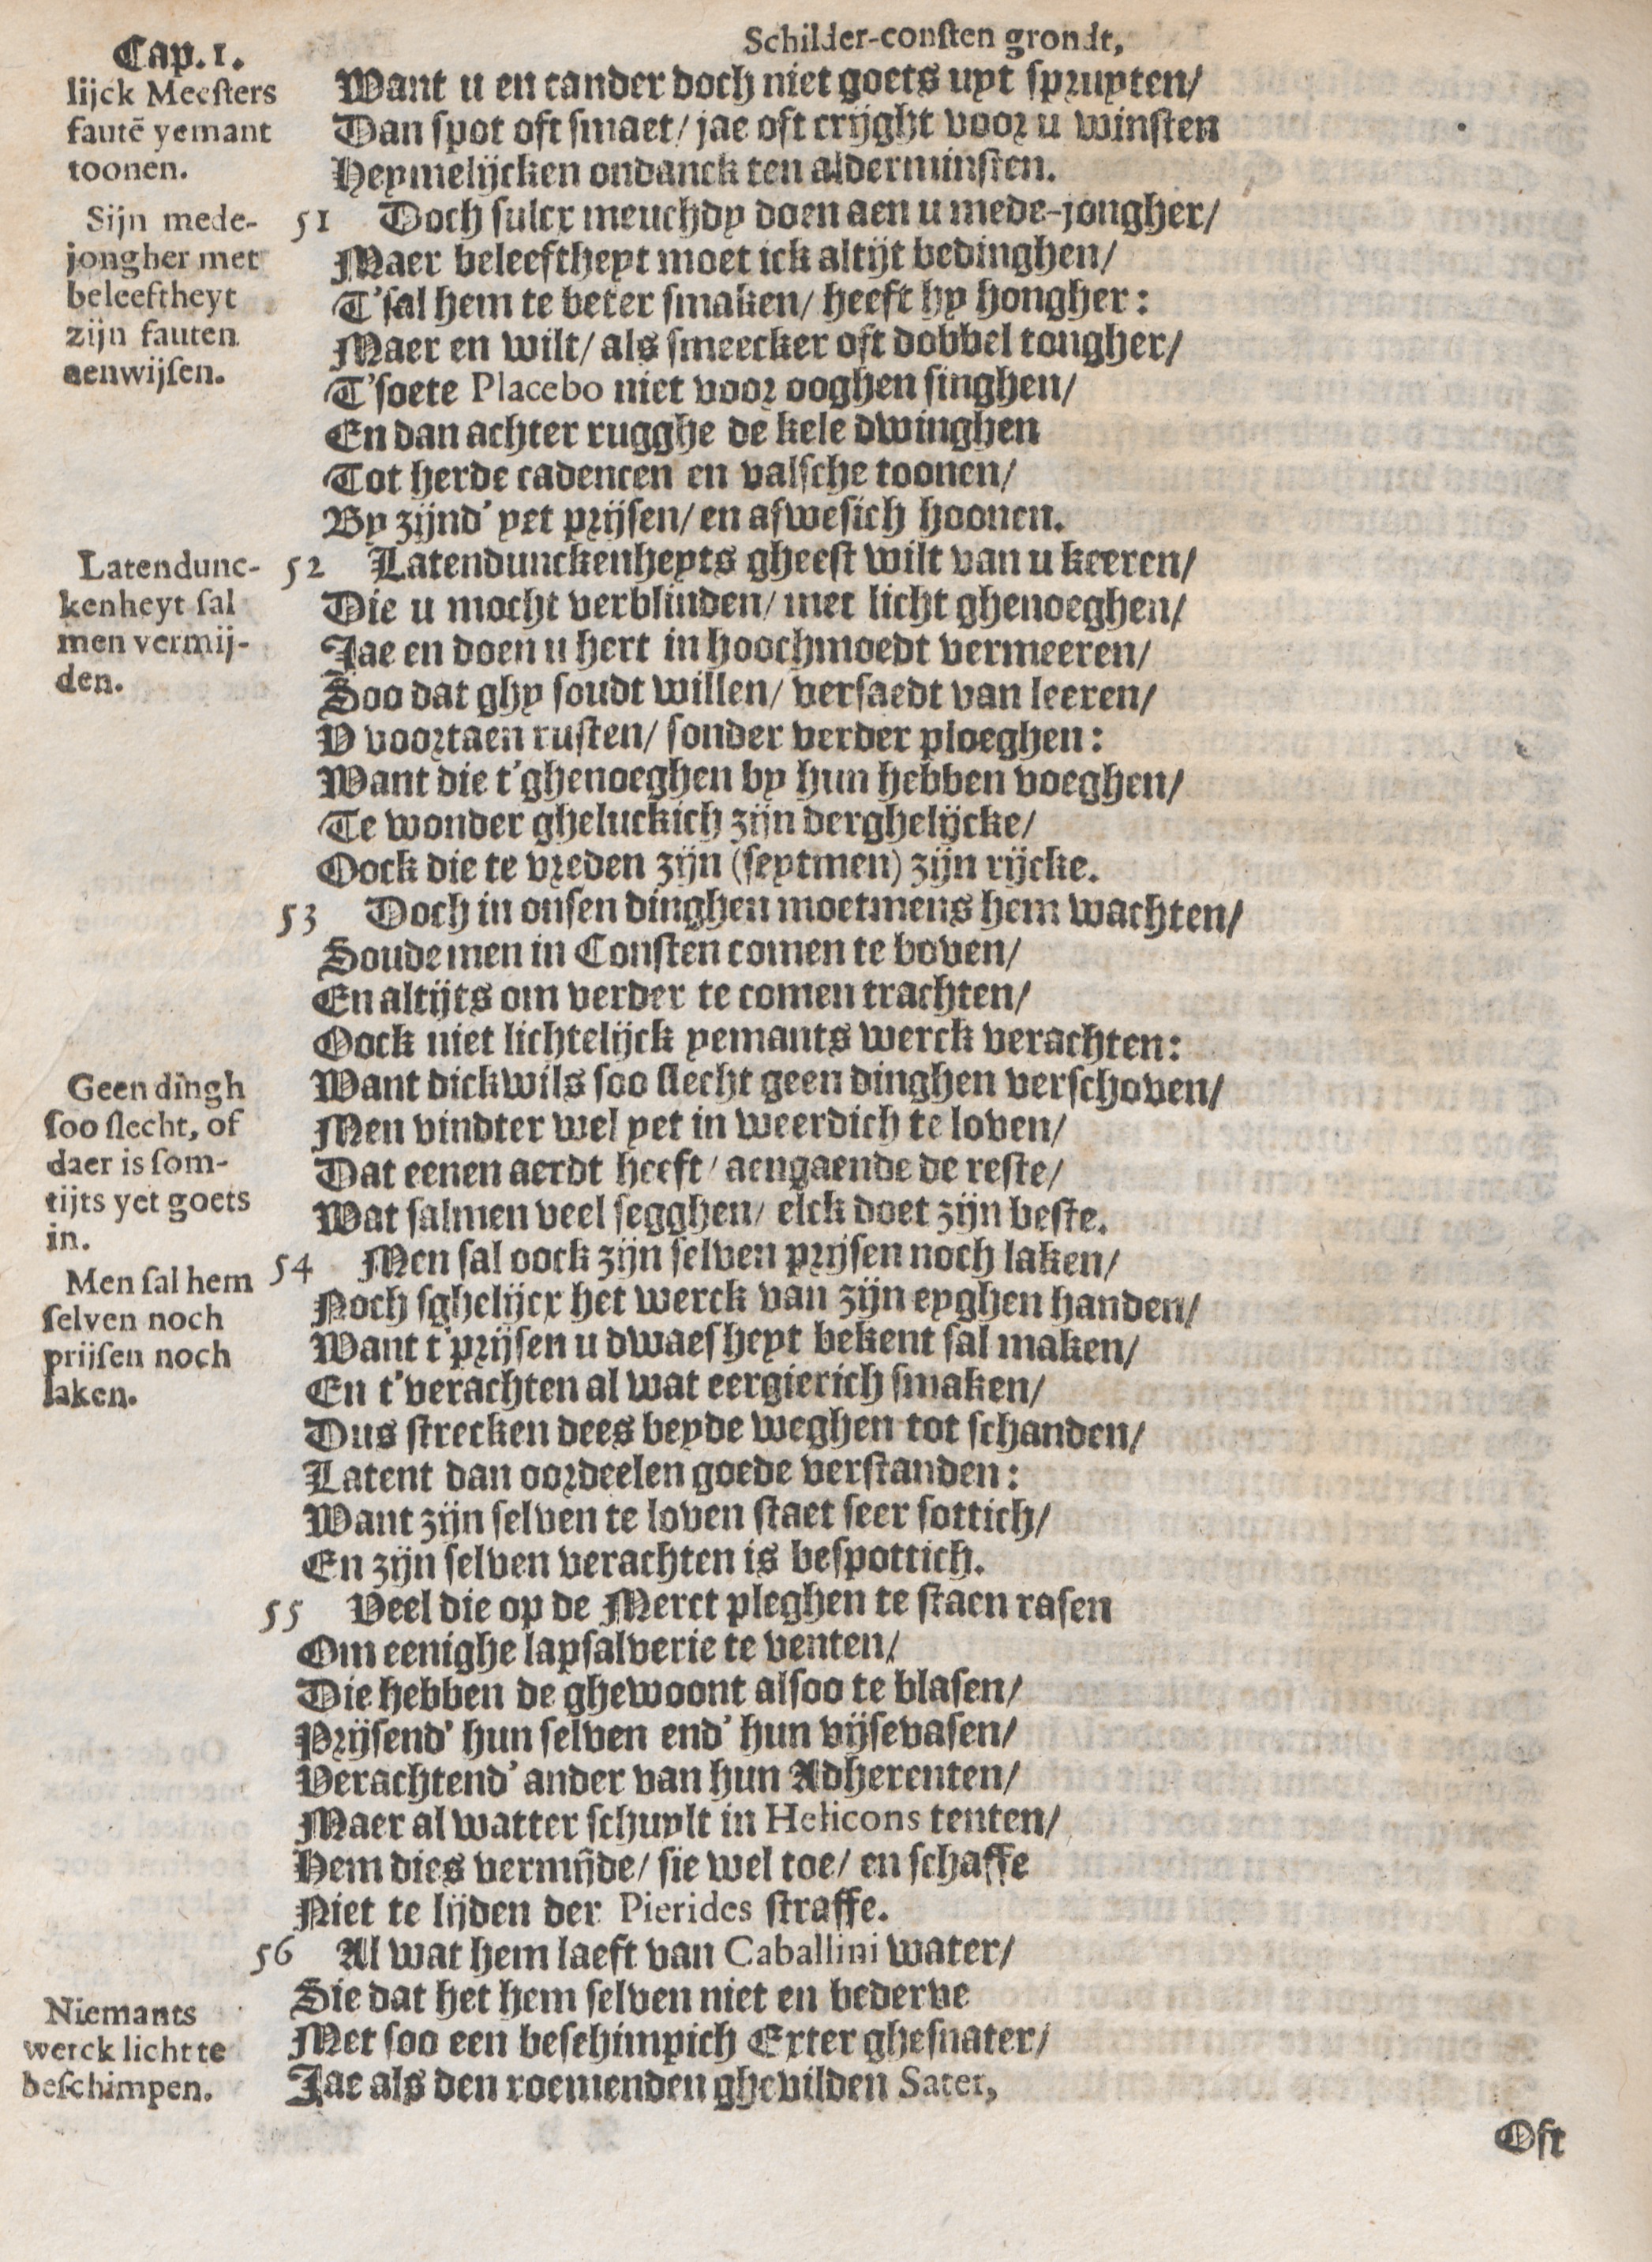 Schilder-consten grondt,
Cap. 1.
lijck Meesters
fautē yemant
toonen.
Want u en cander doch niet goets uyt spruyten/
Dan spot oft smaet/ jae oft crijght voor u winsten
Heymelijcken ondanck ten alderminsten.
Sijn mede-
jongher met
beleeftheyt
zijn fauten
aenwijsen.
51 Doch sulcx meuchdy doen aen u mede-jongher/
Maer beleeftheyt moet ick altijt bedinghen/
T'sal hem te beter smaken/ heeft hy hongher:
Maer en wilt/ als smeecker oft dobbel tongher/
T'soete Placebo niet voor ooghen singhen/
En dan achter rugghe de kele dwinghen
Tot herde cadencen en valsche toonen/
By zijnd' yet prijsen/ en afwesich hoonen.
Latendunc-
kenheyt sal
men vermij-
den.
52 Latendunckenheyts gheest wilt van u keeren/
Die u mocht verblinden/ met licht ghenoeghen/
Jae en doen u hert in hoochmoedt vermeeren/
Soo dat ghy soudt willen/ versaedt van leeren/
V voortaen rusten/ sonder verder ploeghen:
Want die t'ghenoeghen by hun hebben voeghen/
Te wonder gheluckich zijn derghelijcke/
Oock die te vreden zijn (seytmen) zijn rijcke.
53 Doch in onsen dinghen moetmens hem wachten/
Soudemen in Consten comen te boven/
En altijts om verder te comen trachten/
Oock niet lichtelijck yemants werck verachten:
Geen dingh
soo slecht, of
daer is som-
tijts yet goets
in.
Want dickwils soo slecht geen dinghen verschoven/
Men vindter wel yet in weerdich te loven/
Dat eenen aerdt heeft/ aengaende de reste/
Wat salmen veel segghen/ elck doet zijn beste.
Men sal hem
selven noch
prijsen noch
laken.
54 Men sal oock zijn selven prijsen noch laken/
Noch sghelijcx het werck van zijn eyghen handen/
Want t'prijsen u dwaesheyt bekent sal maken/
En t'verachten al wat eergierich smaken/
Dus strecken dees beyde weghen tot schanden/
Latent dan oordeelen goede verstanden:
Want zijn selven te loven staet seer sottich/
En zijn selven verachten is bespottich.
55 Veel die op de Merct pleghen te staen rasen
Om eenighe lapsalverie te venten/
Die hebben de ghewoont alsoo te blasen/
Prijsend' hun selven end' hun vijsevasen/
Verachtend' ander van hun Adherenten/
Maer al watter schuylt in Helicons tenten/
Hem dies vermijde/ sie wel toe/ en schaffe
Niet te lijden der Pierides straffe.
56 Al wat hem laeft van Caballini water/
Sie dat het hem selven niet en bederve
Niemants
werck licht te
beschimpen.
Met soo een beschimpich Exter ghesnater/
Jae als den roemenden ghevilden Sater,
Oft